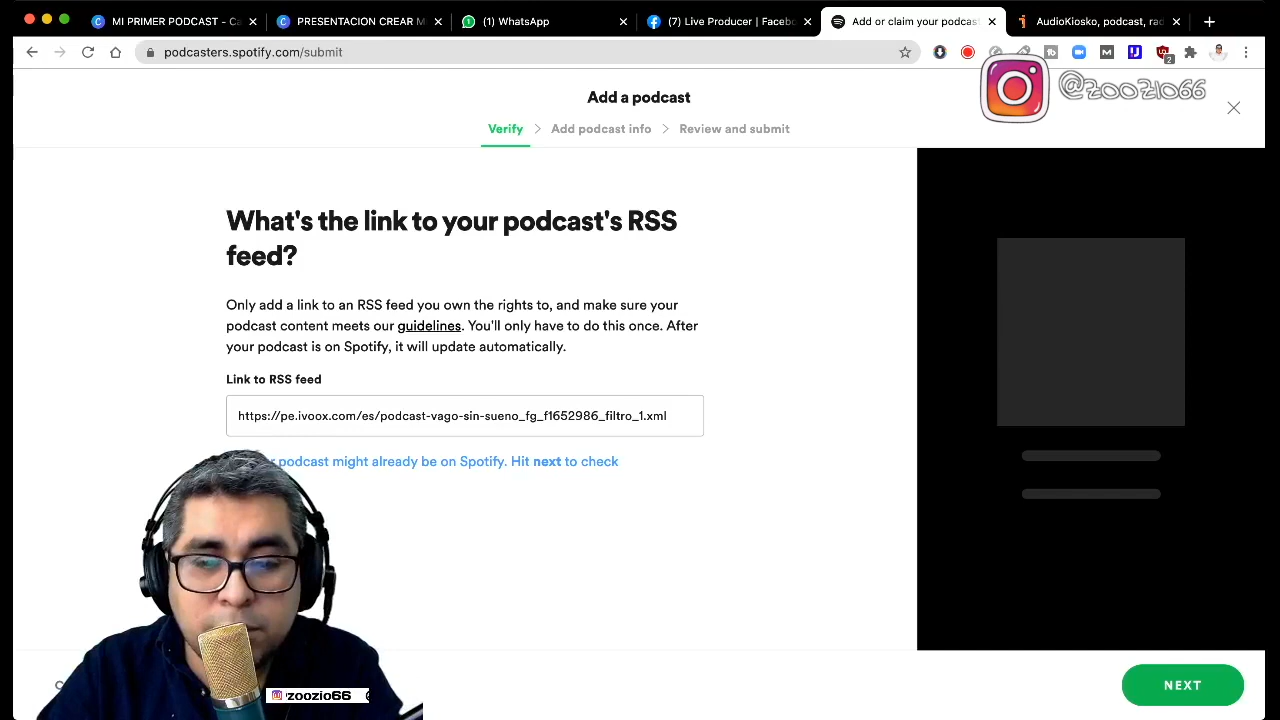 MI PRIMER PODCAST - Ca
PRESENTACION CREAR M
(1) WhatsApp
(7) Live Producer | Facebo
Add or claim your podcast
AudioKiosko, podcast, rad
podcasters.spotify.com/submit
2
@zoozio66
Add a podcast
Verify > Add podcast info > Review and submit
What's the link to your podcast's RSS
feed?
Only add a link to an RSS feed you own the rights to, and make sure your
podcast content meets our guidelines. You'll only have to do this once. After
your podcast is on Spotify, it will update automatically.
Link to RSS feed
https://pe.ivoox.com/es/podcast-vago-sin-sueno_fg_f1652986_filtro_1.xml
podcast might already be on Spotify. Hit next to check
zoozio66
NEXT